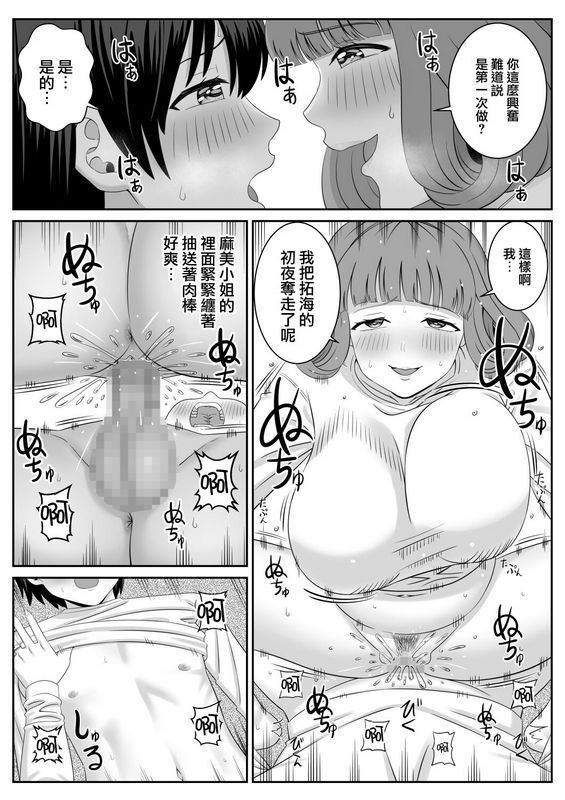 你這麼興奮
難道說
是第一次做？
是…
是的…
はぁ
はぁ
はぁ
はぁ
這樣啊
我…
我把拓海的
初夜奪走了呢
ぬちゅ
ぬちゅ
ぬちゅ
ぬちゅ
たぷん
たぷん
びく
びく
麻美小姐的
裡面緊緊纏著
抽送著肉棒
好爽…
ぬちゅ
ぬちゅ
ぬちゅ
ぬちゅ
しゅる